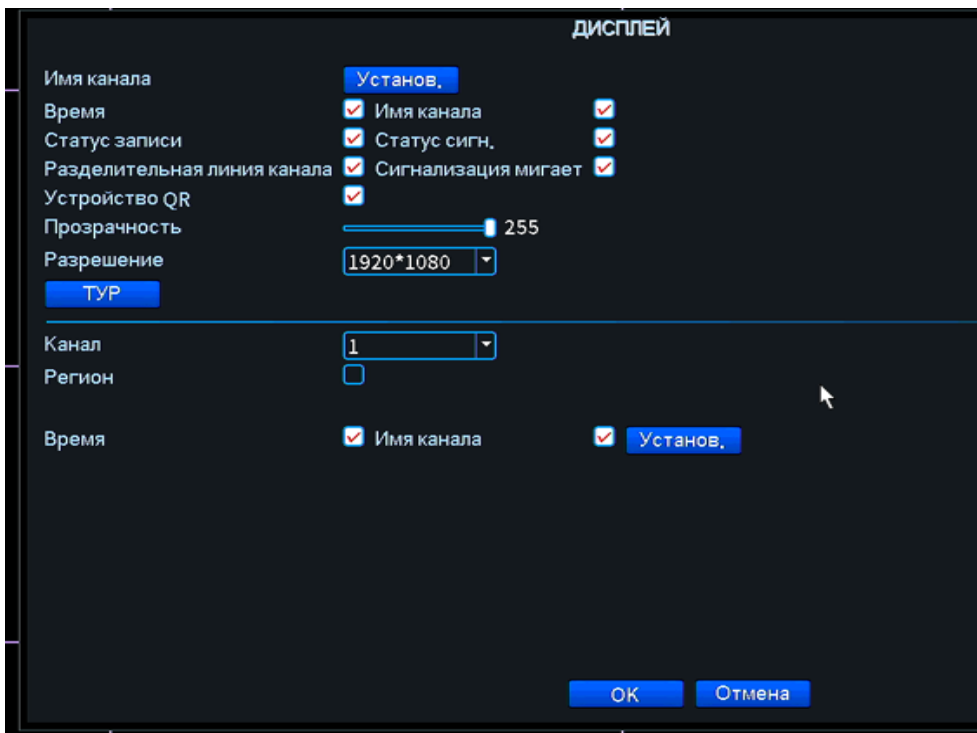 ДИСПЛЕЙ
Имя канала Установ.
Время Имя канала
Статус записи Статус сигн.
Разделительная линия канала Сигнализация мигает
Устройство QR
Прозрачность 255
Разрешение 1920*1080
ТУР
Канал 1
Регион
Время Имя канала Установ.
OK Отмена